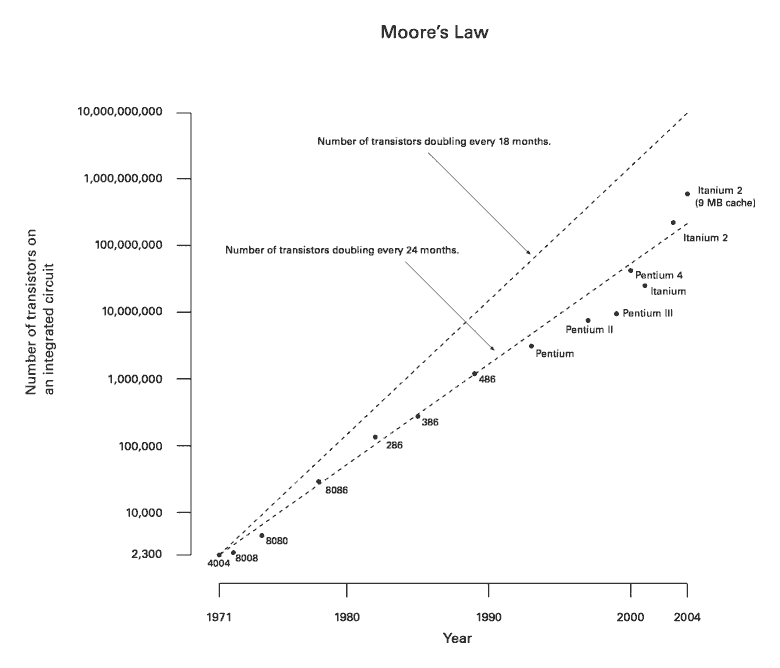 Moore's Law
10,000,000,000
Number of transistors doubling every 18 months.
1,000,000,000
Itanium 2
(9 MB cache)
Itanium 2
100,000,000
Number of transistors doubling every 24 months.
Pentium 4
Itanium
Number of transistors on
an integrated circuit
10,000,000
Pentium III
Pentium II
Pentium
1,000,000
486
386
100,000
286
8086
10,000
8080
2,300
8008
4004
1971
1980
1990
2000
2004
Year